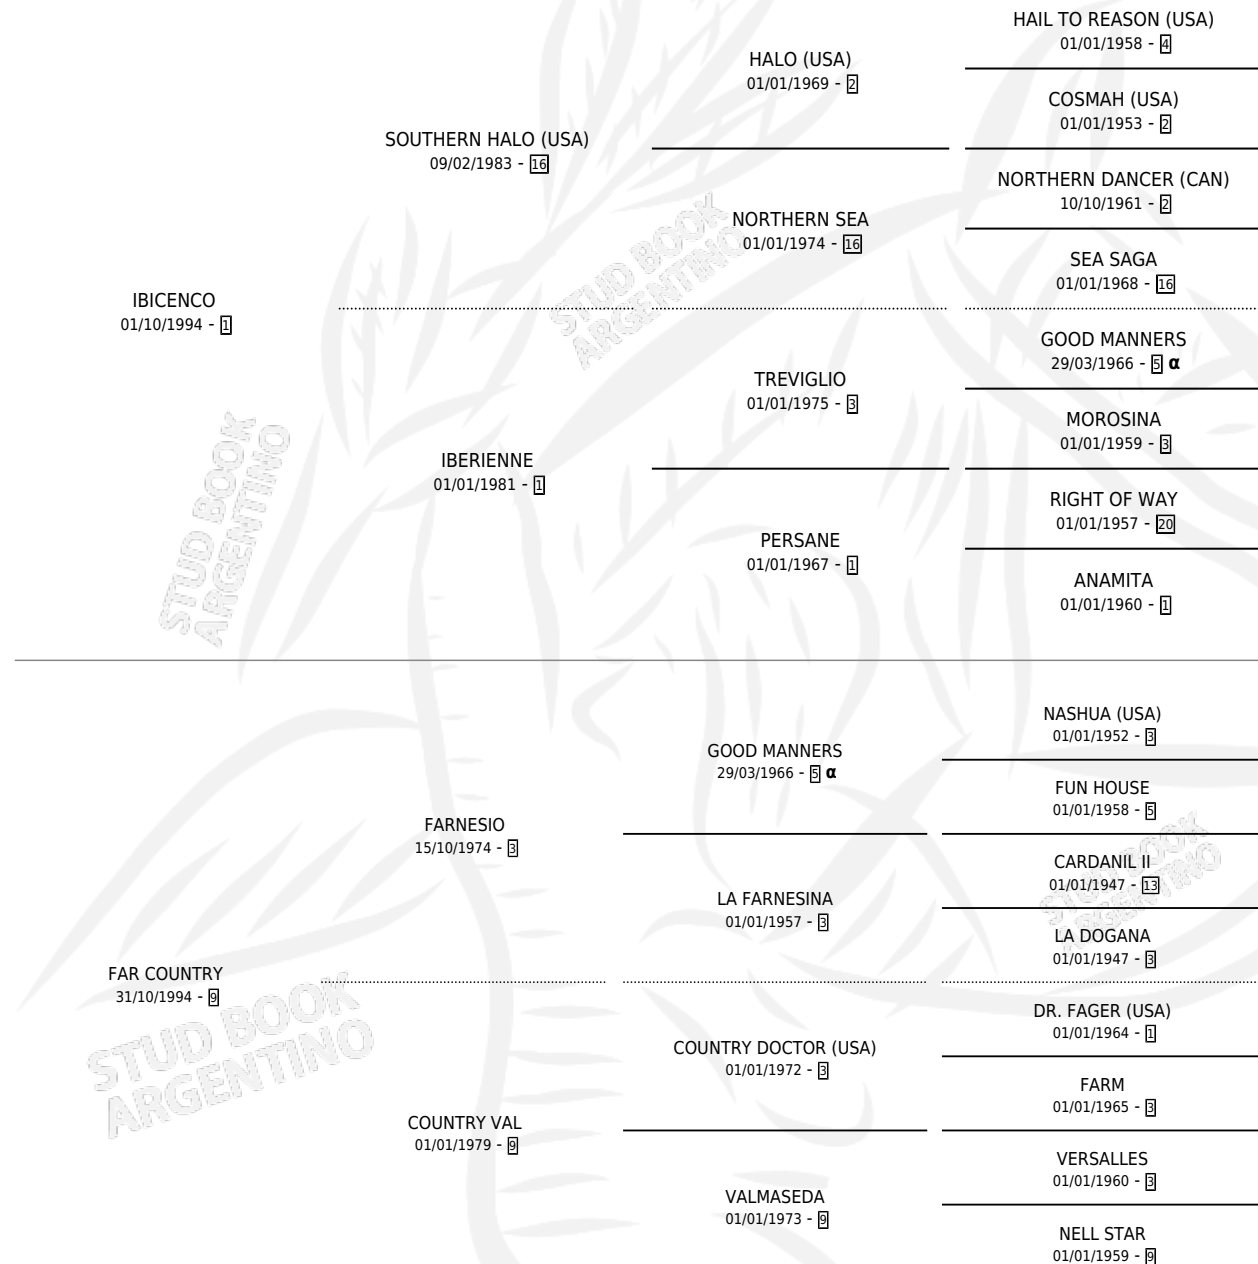 HAIL TO REASON (USA)
01/01/1958 - 4
HALO (USA)
01/01/1969 - 2
COSMAH (USA)
01/01/1953 - 2
SOUTHERN HALO (USA)
09/02/1983 - 16
NORTHERN DANCER (CAN)
10/10/1961 - 2
NORTHERN SEA
01/01/1974 - 16
SEA SAGA
01/01/1968 - 16
STUD BOOK
ARGENTINO
IBICENCO
01/10/1994 - 1
GOOD MANNERS
29/03/1966 - 5 α
TREVIGLIO
01/01/1975 - 3
MOROSINA
01/01/1959 - 3
IBERIENNE
01/01/1981 - 1
RIGHT OF WAY
01/01/1957 - 20
PERSANE
01/01/1967 - 1
ANAMITA
01/01/1960 - 1
STUD BOOK
ARGENTINO
NASHUA (USA)
01/01/1952 - 3
GOOD MANNERS
29/03/1966 - 5 α
FUN HOUSE
01/01/1958 - 5
FARNESIO
15/10/1974 - 3
CARDANIL II
01/01/1947 - 13
LA FARNESINA
01/01/1957 - 3
LA DOGANA
01/01/1947 - 3
STUD BOOK
ARGENTINO
FAR COUNTRY
31/10/1994 - 9
DR. FAGER (USA)
01/01/1964 - 1
COUNTRY DOCTOR (USA)
01/01/1972 - 3
FARM
01/01/1965 - 3
COUNTRY VAL
01/01/1979 - 9
VERSALLES
01/01/1960 - 3
VALMASEDA
01/01/1973 - 9
NELL STAR
01/01/1959 - 9
STUD BOOK
ARGENTINO